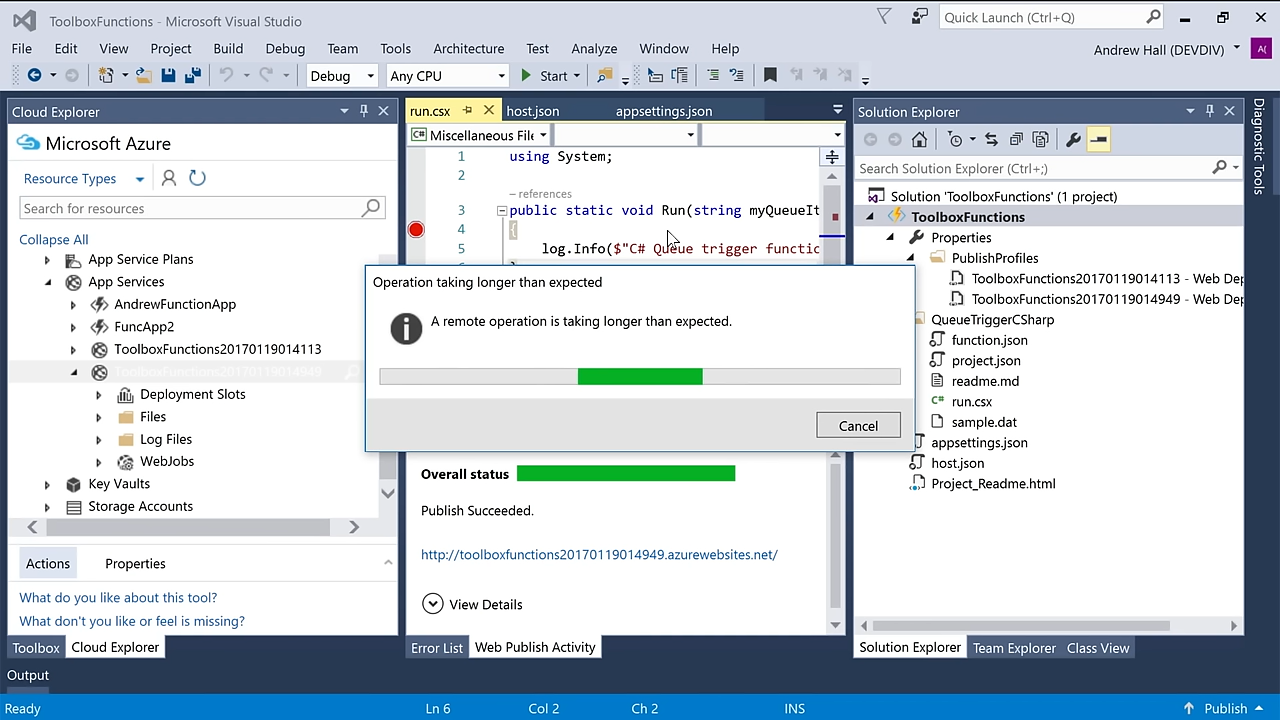 ToolboxFunctions - Microsoft Visual Studio
Quick Launch (Ctrl+Q)
File Edit View Project Build Debug Team Tools Architecture Test Analyze Window Help
Andrew Hall (DEVDIV)
A(
Debug
Any CPU
Start
Cloud Explorer
Microsoft Azure
Resource Types
Search for resources
Collapse All
App Service Plans
App Services
AndrewFunctionApp
FuncApp2
ToolboxFunctions20170119014113
ToolboxFunctions20170119014949
Deployment Slots
Files
Log Files
WebJobs
Key Vaults
Storage Accounts
Actions
Properties
What do you like about this tool?
What don't you like or feel is missing?
Toolbox
Cloud Explorer
Output
run.csx
host.json
appsettings.json
C# Miscellaneous Fil
1 using System;
2
– references
3 public static void Run(string myQueueIt
4 {
5 log.Info($"C# Queue trigger functio
Operation taking longer than expected
A remote operation is taking longer than expected.
Cancel
Overall status
Publish Succeeded.
http://toolboxfunctions20170119014949.azurewebsites.net/
View Details
Error List
Web Publish Activity
Solution Explorer
Search Solution Explorer (Ctrl+;)
Solution 'ToolboxFunctions' (1 project)
ToolboxFunctions
Properties
PublishProfiles
ToolboxFunctions20170119014113 - Web Dep
ToolboxFunctions20170119014949 - Web Dep
QueueTriggerCSharp
function.json
project.json
readme.md
C# run.csx
sample.dat
appsettings.json
host.json
Project_Readme.html
Solution Explorer
Team Explorer
Class View
Diagnostic Tools
Ready
Ln 6
Col 2
Ch 2
INS
Publish